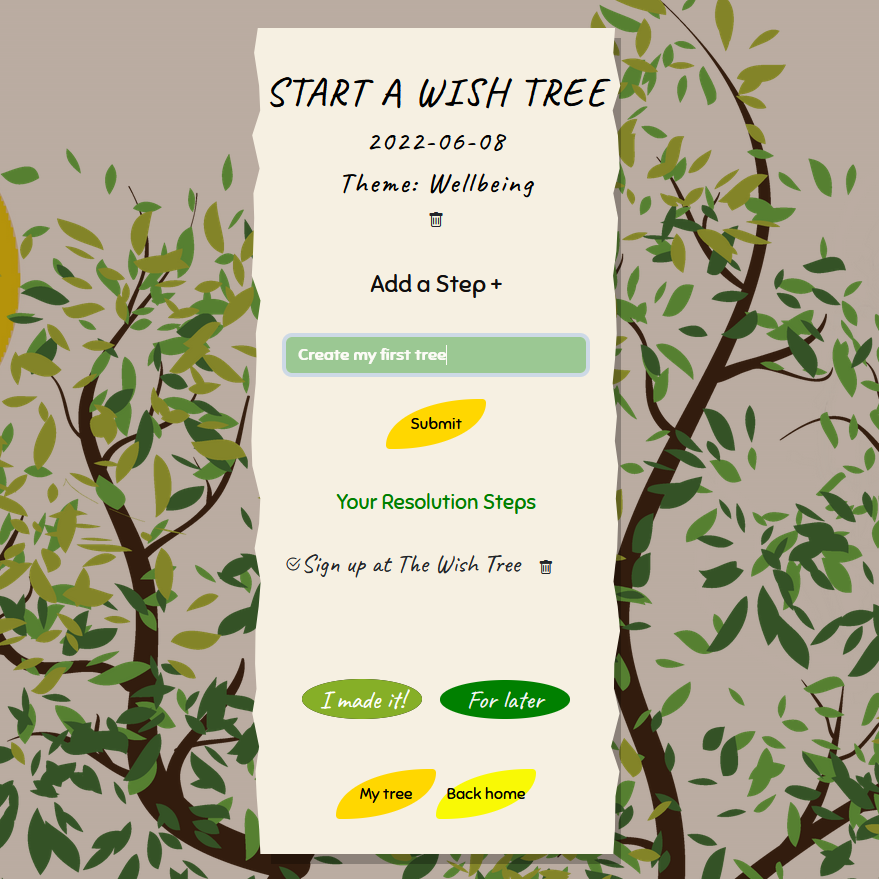 START A WISH TREE
2022-06-08
Theme: Wellbeing
Add a Step +
Create my first tree
Submit
Your Resolution Steps
Sign up at The Wish Tree
I made it! For later
My tree Back home